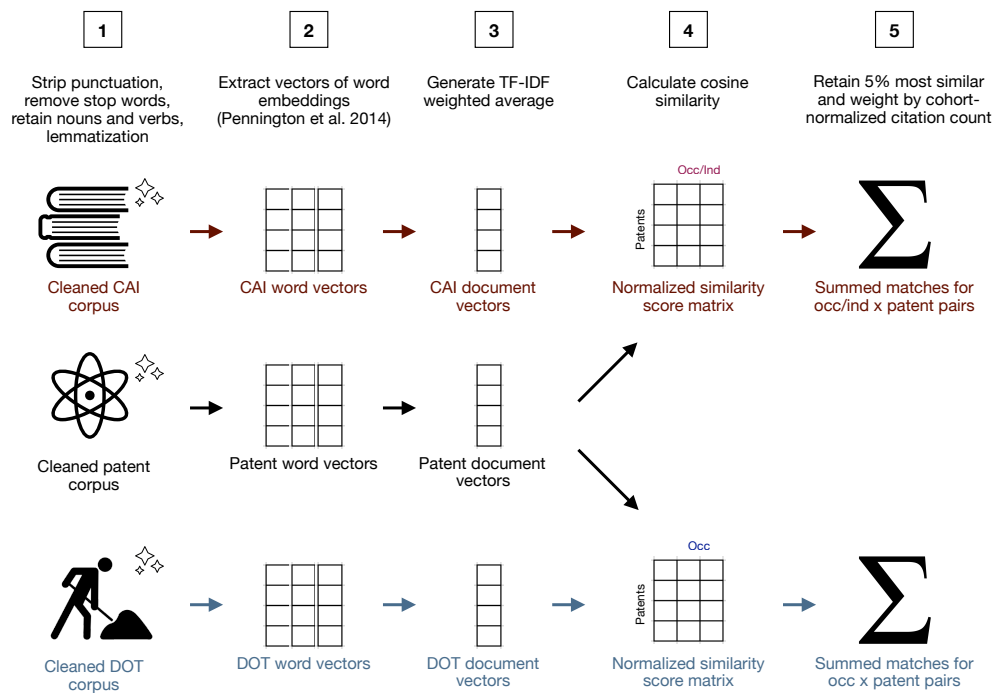 1
2
3
4
5
Strip punctuation,
remove stop words,
retain nouns and verbs,
lemmatization
Extract vectors of word
embeddings
(Pennington et al. 2014)
Generate TF-IDF
weighted average
Calculate cosine
similarity
Retain 5% most similar
and weight by cohort-
normalized citation count
Occ/Ind
Patents
Cleaned CAI
corpus
CAI word vectors
CAI document
vectors
Normalized similarity
score matrix
Σ
Summed matches for
occ/ind x patent pairs
Cleaned patent
corpus
Patent word vectors
Patent document
vectors
Occ
Patents
Cleaned DOT
corpus
DOT word vectors
DOT document
vectors
Normalized similarity
score matrix
Σ
Summed matches for
occ x patent pairs